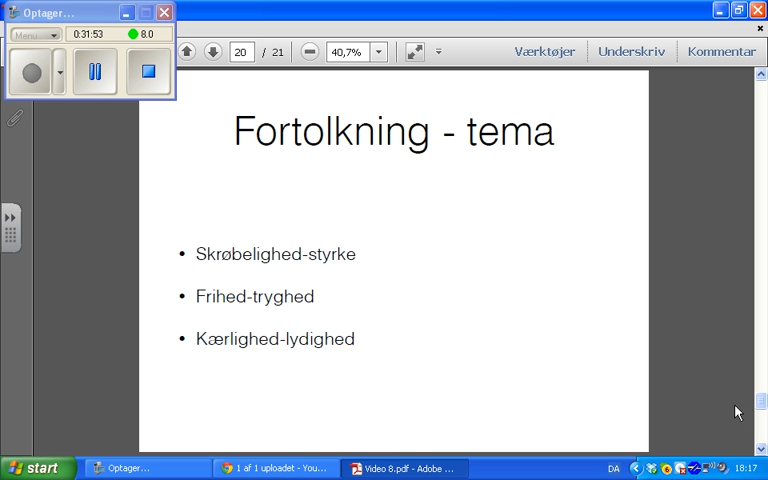 Optager...
Menu
0:31:53
8.0
20 / 21
40,7%
Værktøjer
Underskriv
Kommentar
Fortolkning - tema
• Skrøbelighed-styrke
• Frihed-tryghed
• Kærlighed-lydighed
start
Optager...
1 af 1 uploadet - You...
Video 8.pdf - Adobe ...
DA
18:17